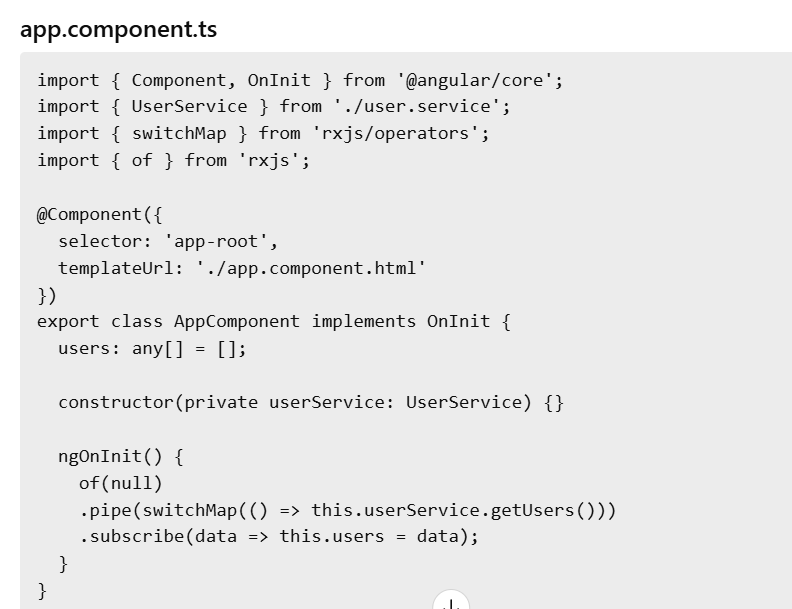 app.component.ts
import { Component, OnInit } from '@angular/core';
import { UserService } from './user.service';
import { switchMap } from 'rxjs/operators';
import { of } from 'rxjs';

@Component({
  selector: 'app-root',
  templateUrl: './app.component.html'
})
export class AppComponent implements OnInit {
  users: any[] = [];

  constructor(private userService: UserService) {}

  ngOnInit() {
    of(null)
    .pipe(switchMap(() => this.userService.getUsers()))
    .subscribe(data => this.users = data);
  }
}